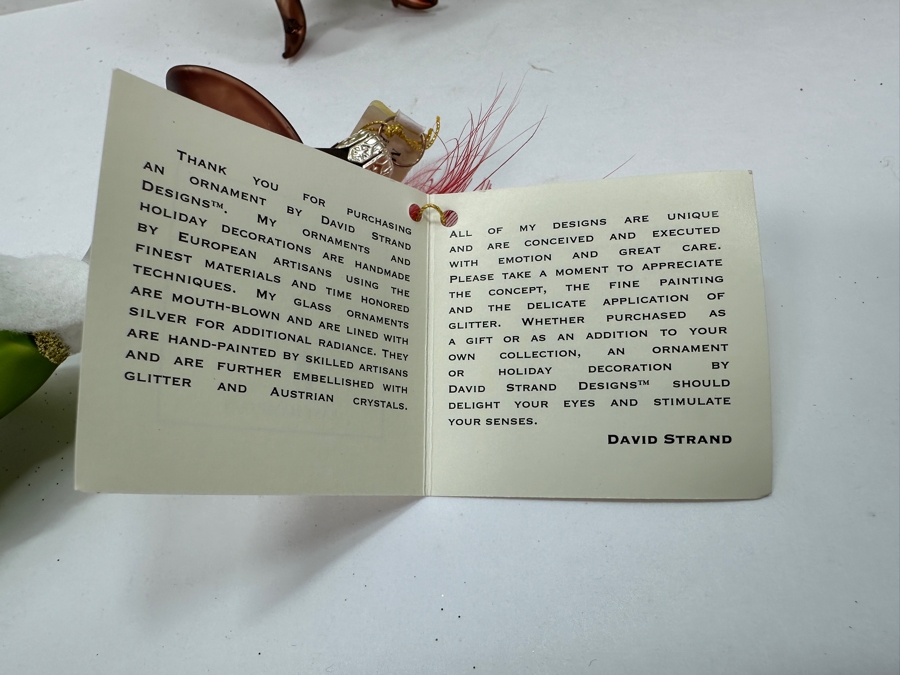 Thank you for purchasing
an ornament by David Strand
Designs™. My ornaments and
holiday decorations are handmade
by European artisans using the
finest materials and time honored
techniques. My glass ornaments
are mouth-blown and are lined with
silver for additional radiance. They
are hand-painted by skilled artisans
and are further embellished with
glitter and Austrian crystals.
All of my designs are unique
and are conceived and executed
with emotion and great care.
Please take a moment to appreciate
the concept, the fine painting
and the delicate application of
glitter. Whether purchased as
a gift or as an addition to your
own collection, an ornament
or holiday decoration by
David Strand Designs™ should
delight your eyes and stimulate
your senses.
David Strand